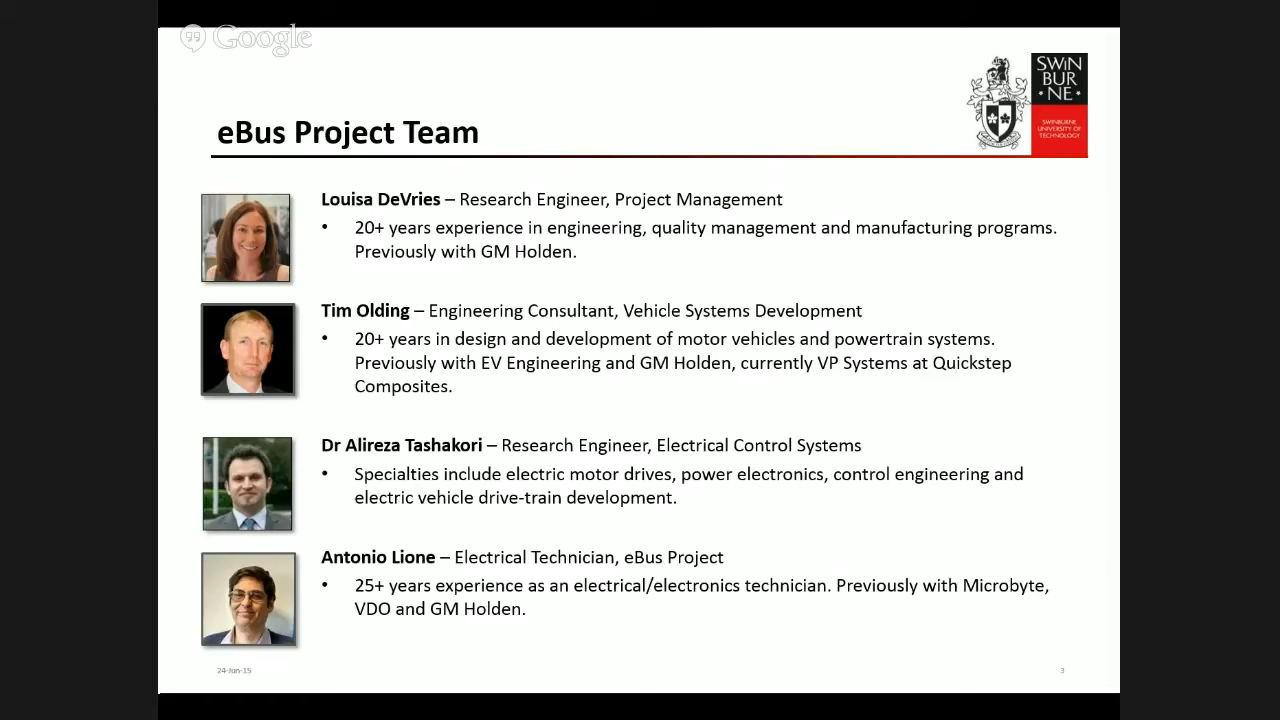 Google
SWIN
BUR
• NE •
SWINBURNE
UNIVERSITY OF
TECHNOLOGY
eBus Project Team
Louisa DeVries – Research Engineer, Project Management
• 20+ years experience in engineering, quality management and manufacturing programs.
Previously with GM Holden.
Tim Olding – Engineering Consultant, Vehicle Systems Development
• 20+ years in design and development of motor vehicles and powertrain systems.
Previously with EV Engineering and GM Holden, currently VP Systems at Quickstep
Composites.
Dr Alireza Tashakori – Research Engineer, Electrical Control Systems
• Specialties include electric motor drives, power electronics, control engineering and
electric vehicle drive-train development.
Antonio Lione – Electrical Technician, eBus Project
• 25+ years experience as an electrical/electronics technician. Previously with Microbyte,
VDO and GM Holden.
24-Jun-15
3